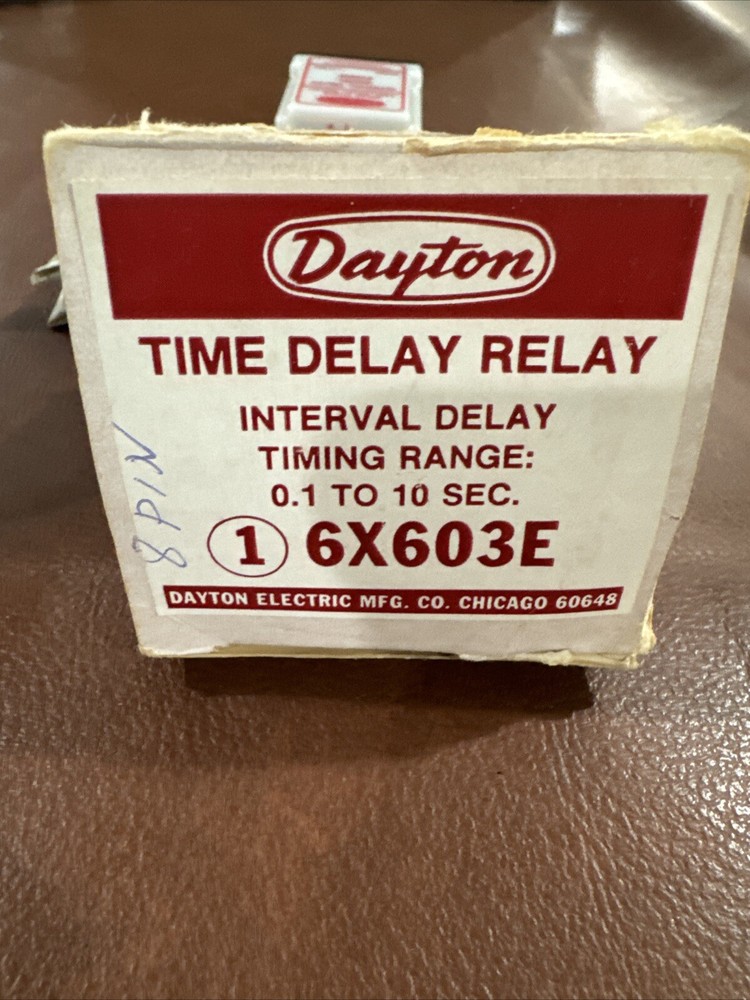 Dayton
TIME DELAY RELAY
INTERVAL DELAY
TIMING RANGE:
0.1 TO 10 SEC.
1 6X603E
DAYTON ELECTRIC MFG. CO. CHICAGO 60648
8 PIN